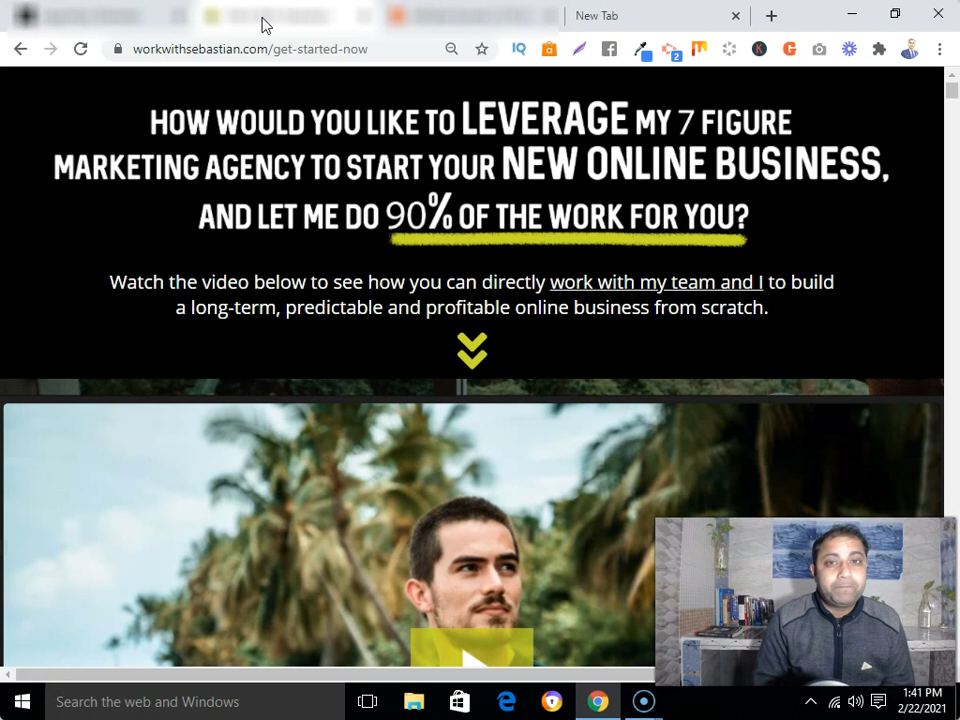 New Tab
workwithsebastian.com/get-started-now
IQ
a
2
K
G
HOW WOULD YOU LIKE TO LEVERAGE MY 7 FIGURE
MARKETING AGENCY TO START YOUR NEW ONLINE BUSINESS,
AND LET ME DO 90% OF THE WORK FOR YOU?
Watch the video below to see how you can directly work with my team and I to build
a long-term, predictable and profitable online business from scratch.
Search the web and Windows
1:41 PM
2/22/2021